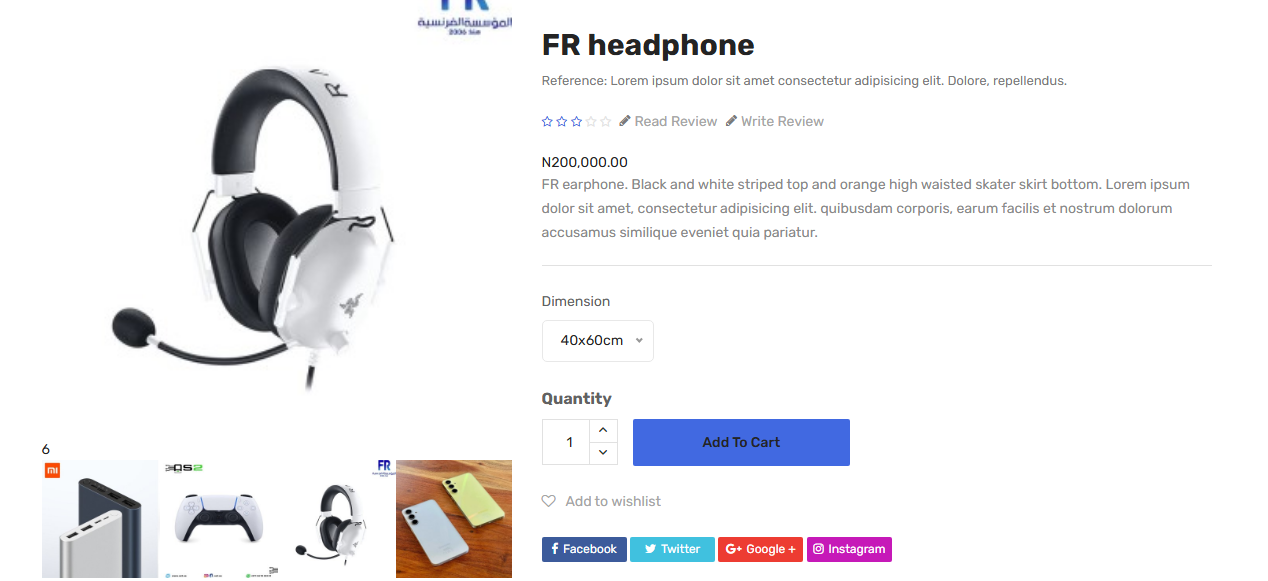 FR
المؤسسة الفرنسية
2006 منذ
FR headphone
Reference: Lorem ipsum dolor sit amet consectetur adipisicing elit. Dolore, repellendus.
Read Review Write Review
N200,000.00
FR earphone. Black and white striped top and orange high waisted skater skirt bottom. Lorem ipsum
dolor sit amet, consectetur adipisicing elit. quibusdam corporis, earum facilis et nostrum dolorum
accusamus similique eveniet quia pariatur.
Dimension
40x60cm
Quantity
1
Add To Cart
6
mi
FR
Add to wishlist
Facebook Twitter Google + Instagram